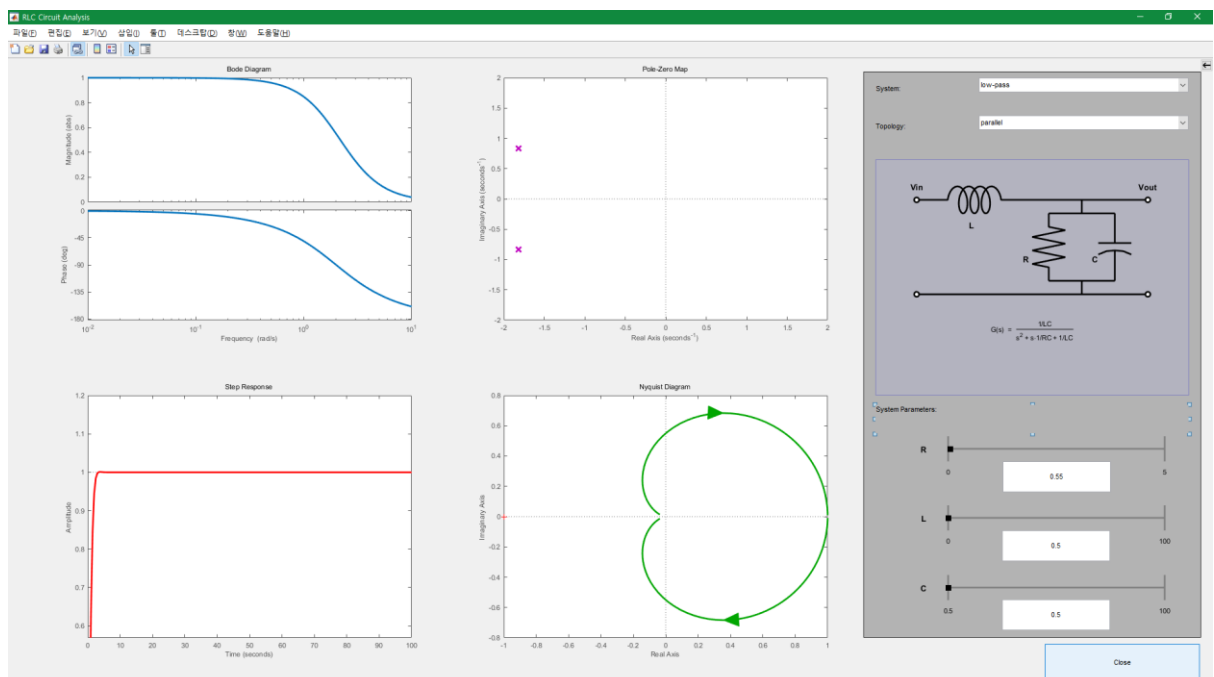 RLC Circuit Analysis
파일(F) 편집(E) 보기(V) 삽입(I) 툴(T) 데스크탑(D) 창(W) 도움말(H)
Bode Diagram
Magnitude (abs)
1
0.8
0.6
0.4
0.2
0
Phase (deg)
0
-45
-90
-135
-180
10^-2 10^-1 10^0 10^1
Frequency (rad/s)
Pole-Zero Map
Imaginary Axis (seconds^-1)
2
1.5
1
0.5
0
-0.5
-1
-1.5
-2
-2 -1.5 -1 -0.5 0 0.5 1 1.5 2
Real Axis (seconds^-1)
Step Response
Amplitude
1.2
1.1
1
0.9
0.8
0.7
0.6
0 10 20 30 40 50 60 70 80 90 100
Time (seconds)
Nyquist Diagram
Imaginary Axis
0.8
0.6
0.4
0.2
0
-0.2
-0.4
-0.6
-0.8
-1 -0.8 -0.6 -0.4 -0.2 0 0.2 0.4 0.6 0.8 1
Real Axis
System: low-pass
Topology: parallel
Vin Vout
L
R C
1/LC
G(s) =
s^2 + s·1/RC + 1/LC
System Parameters:
R
0 5
0.55
L
0 100
0.5
C
0.5 100
0.5
Close